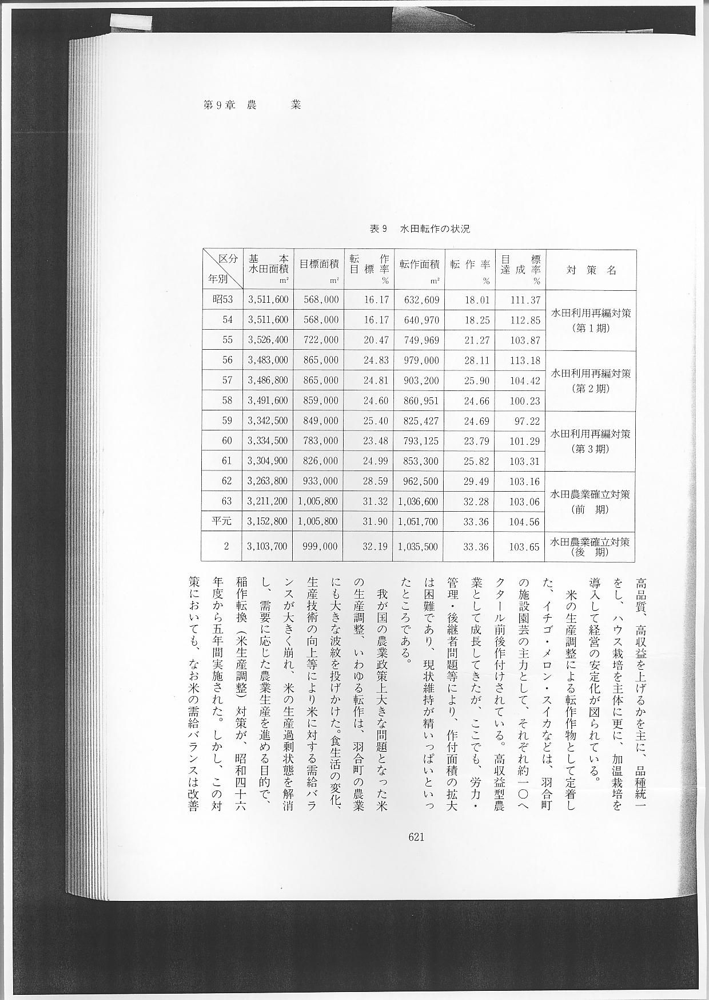 第9章 農 業
表9 水田転作の状況
区分 年別 基本水田面積 m² 目標面積 m² 転作目標率 % 転作面積 m² 転作率 % 目標達成率 % 対策名
昭53 3,511,600 568,000 16.17 632,609 18.01 111.37 水田利用再編対策(第1期)
54 3,511,600 568,000 16.17 640,970 18.25 112.85
55 3,526,400 722,000 20.47 749,969 21.27 103.87
56 3,483,000 865,000 24.83 979,000 28.11 113.18 水田利用再編対策(第2期)
57 3,486,800 865,000 24.81 903,200 25.90 104.42
58 3,491,600 859,000 24.60 860,951 24.66 100.23
59 3,342,500 849,000 25.40 825,427 24.69 97.22 水田利用再編対策(第3期)
60 3,334,500 783,000 23.48 793,125 23.79 101.29
61 3,304,900 826,000 24.99 853,300 25.82 103.31
62 3,263,800 933,000 28.59 962,500 29.49 103.16 水田農業確立対策(前 期)
63 3,211,200 1,005,800 31.32 1,036,600 32.28 103.06
平元 3,152,800 1,005,800 31.90 1,051,700 33.36 104.56
2 3,103,700 999,000 32.19 1,035,500 33.36 103.65 水田農業確立対策(後 期)
高品質、高収益を上げるかを主に、品種統一
をし、ハウス栽培を主体に更に、加温栽培を
導入して経営の安定化が図られている。
米の生産調整による転作作物として定着し
た、イチゴ・メロン・スイカなどは、羽合町
の施設園芸の主力として、それぞれ約一〇ヘ
クタール前後作付けされている。高収益型農
業として成長してきたが、ここでも、労力・
管理・後継者問題等により、作付面積の拡大
は困難であり、現状維持が精いっぱいといっ
たところである。
我が国の農業政策上大きな問題となった米
の生産調整、いわゆる転作は、羽合町の農業
にも大きな波紋を投げかけた。食生活の変化、
生産技術の向上等により米に対する需給バラ
ンスが大きく崩れ、米の生産過剰状態を解消
し、需要に応じた農業生産を進める目的で、
稲作転換(米生産調整)対策が、昭和四十六
年度から五年間実施された。しかし、この対
策においても、なお米の需給バランスは改善
621